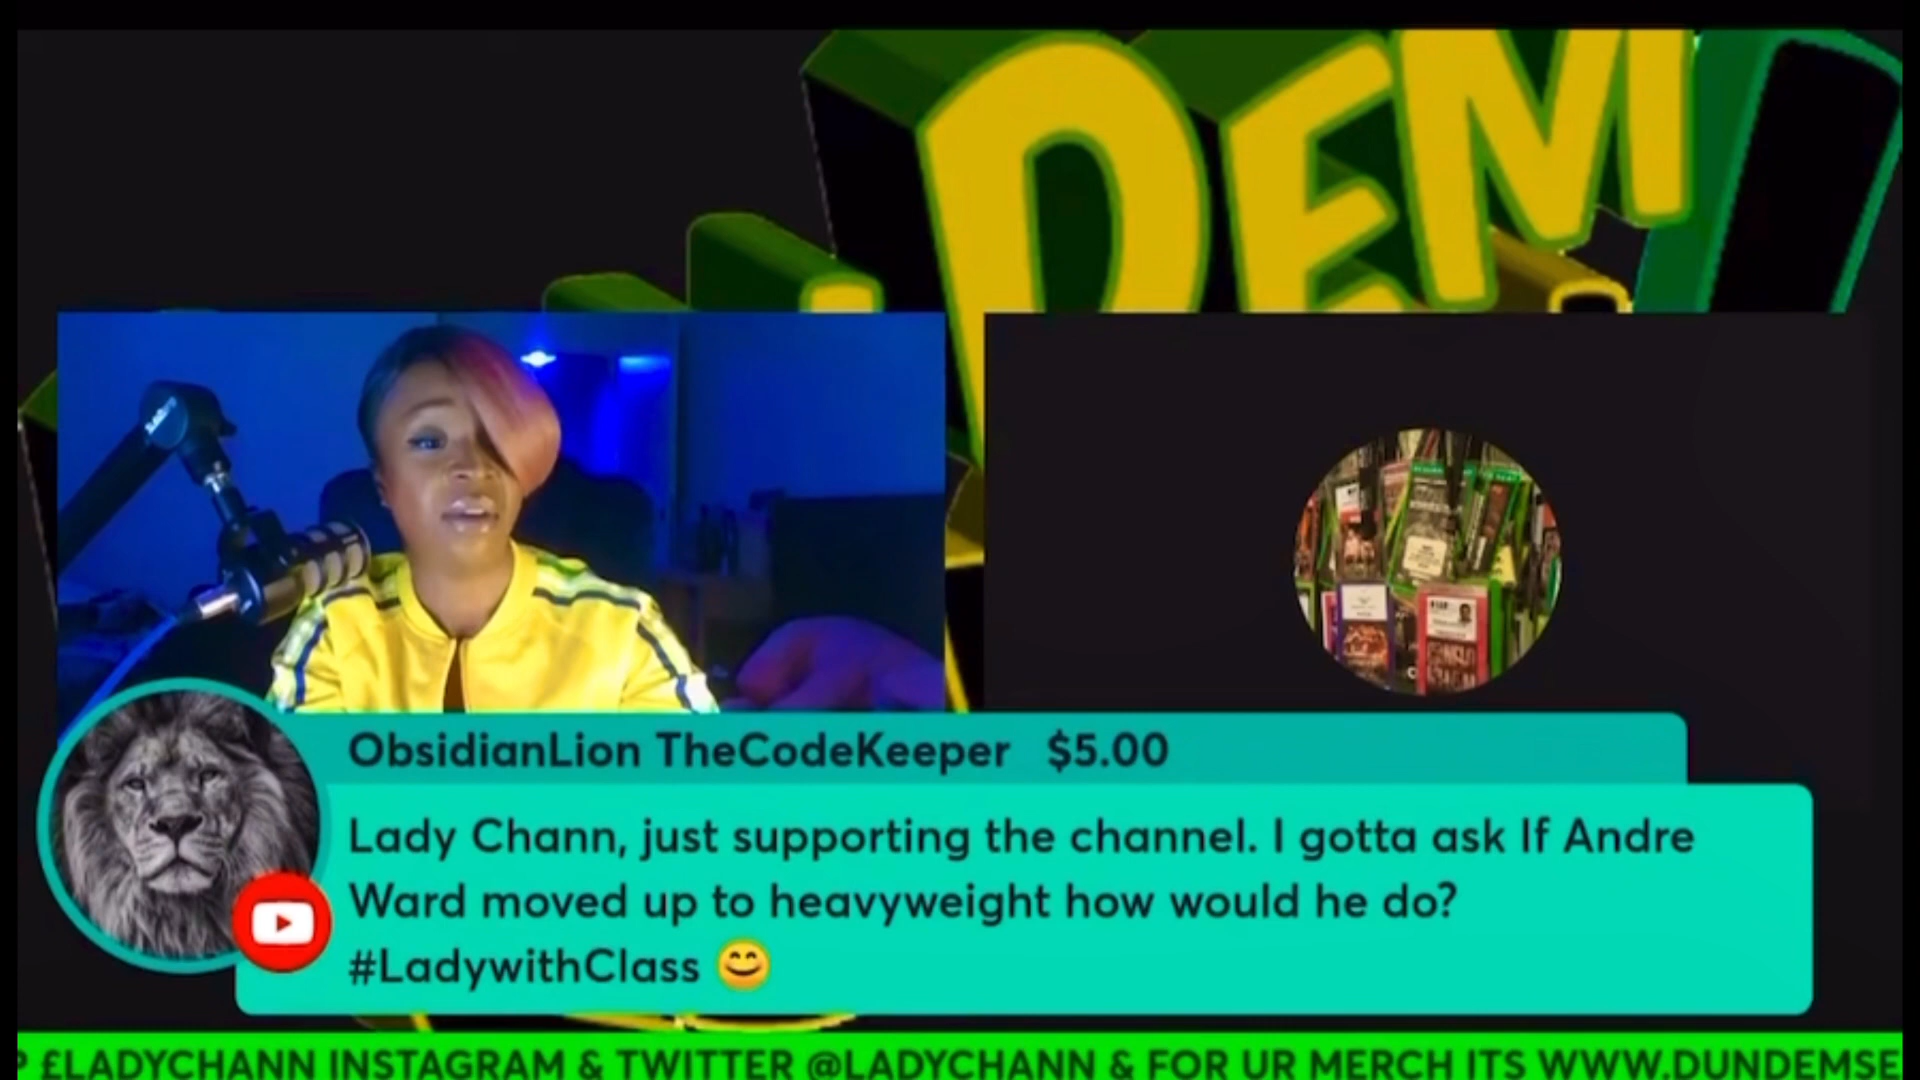 DEM
ObsidianLion TheCodeKeeper $5.00
Lady Chann, just supporting the channel. I gotta ask If Andre
Ward moved up to heavyweight how would he do?
#LadywithClass 😊
P £LADYCHANN INSTAGRAM & TWITTER @LADYCHANN & FOR UR MERCH ITS WWW.DUNDEMSE